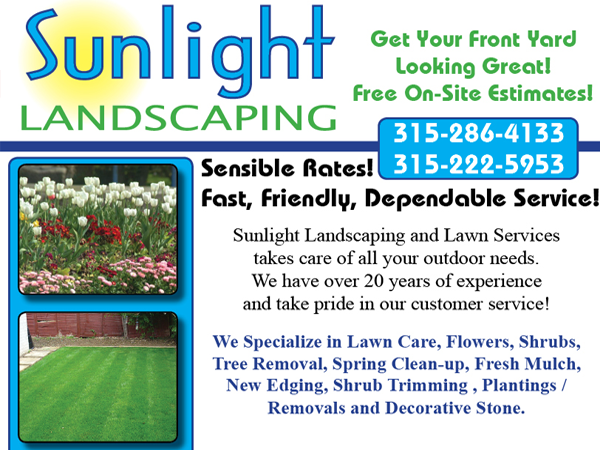 Sunlight
LANDSCAPING
Get Your Front Yard
Looking Great!
Free On-Site Estimates!
315-286-4133
315-222-5953
Sensible Rates!
Fast, Friendly, Dependable Service!
Sunlight Landscaping and Lawn Services
takes care of all your outdoor needs.
We have over 20 years of experience
and take pride in our customer service!
We Specialize in Lawn Care, Flowers, Shrubs,
Tree Removal, Spring Clean-up, Fresh Mulch,
New Edging, Shrub Trimming , Plantings /
Removals and Decorative Stone.